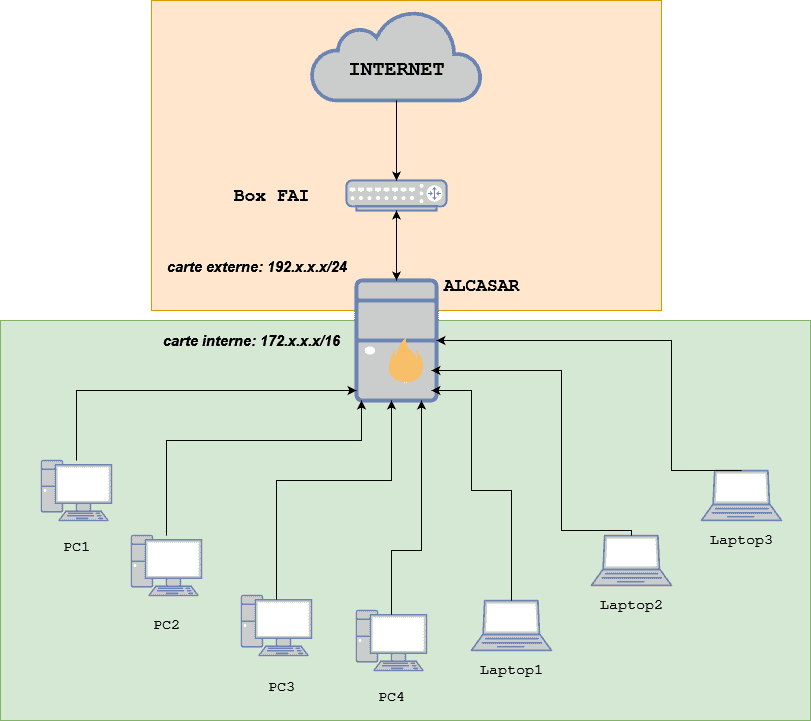 INTERNET
Box FAI
carte externe: 192.x.x.x/24
ALCASAR
carte interne: 172.x.x.x/16
PC1
PC2
PC3
PC4
Laptop1
Laptop2
Laptop3